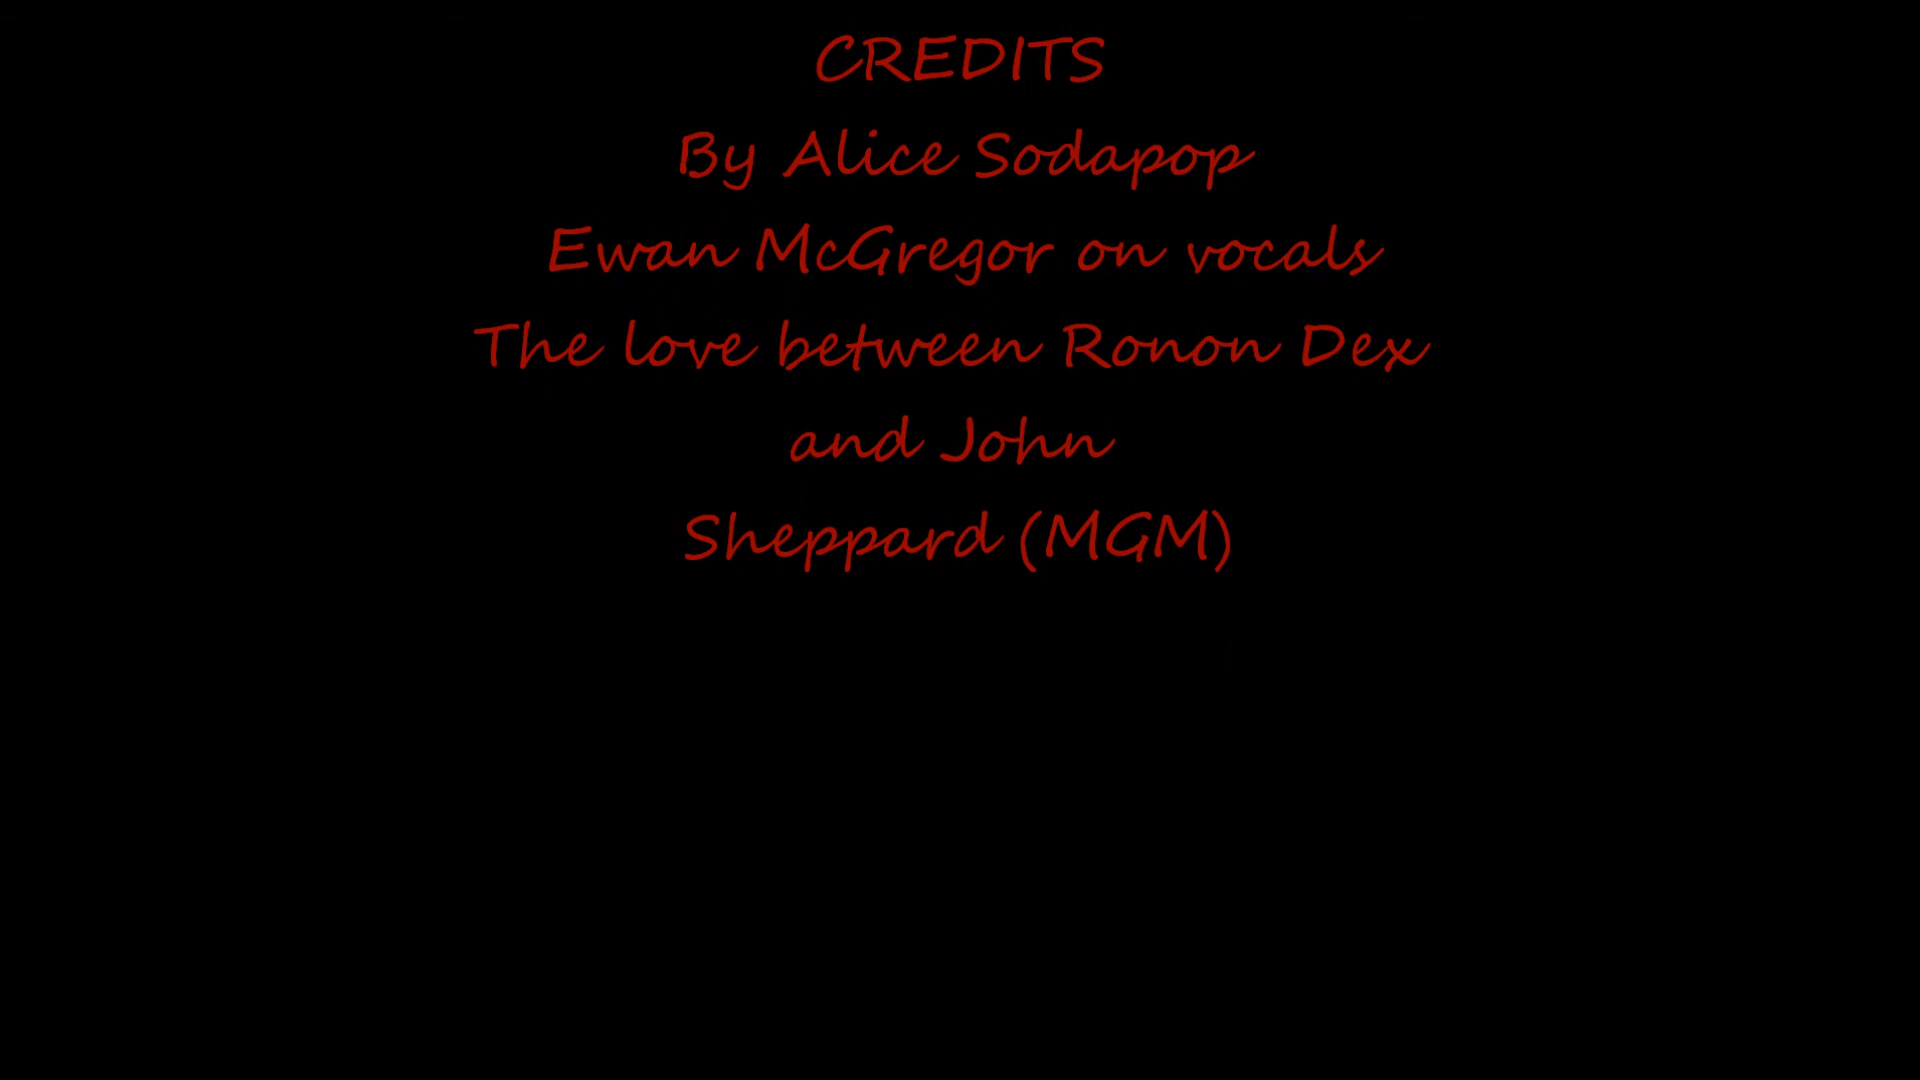 CREDITS
By Alice Sodapop
Ewan McGregor on vocals
The love between Ronon Dex
and John
Sheppard (MGM)